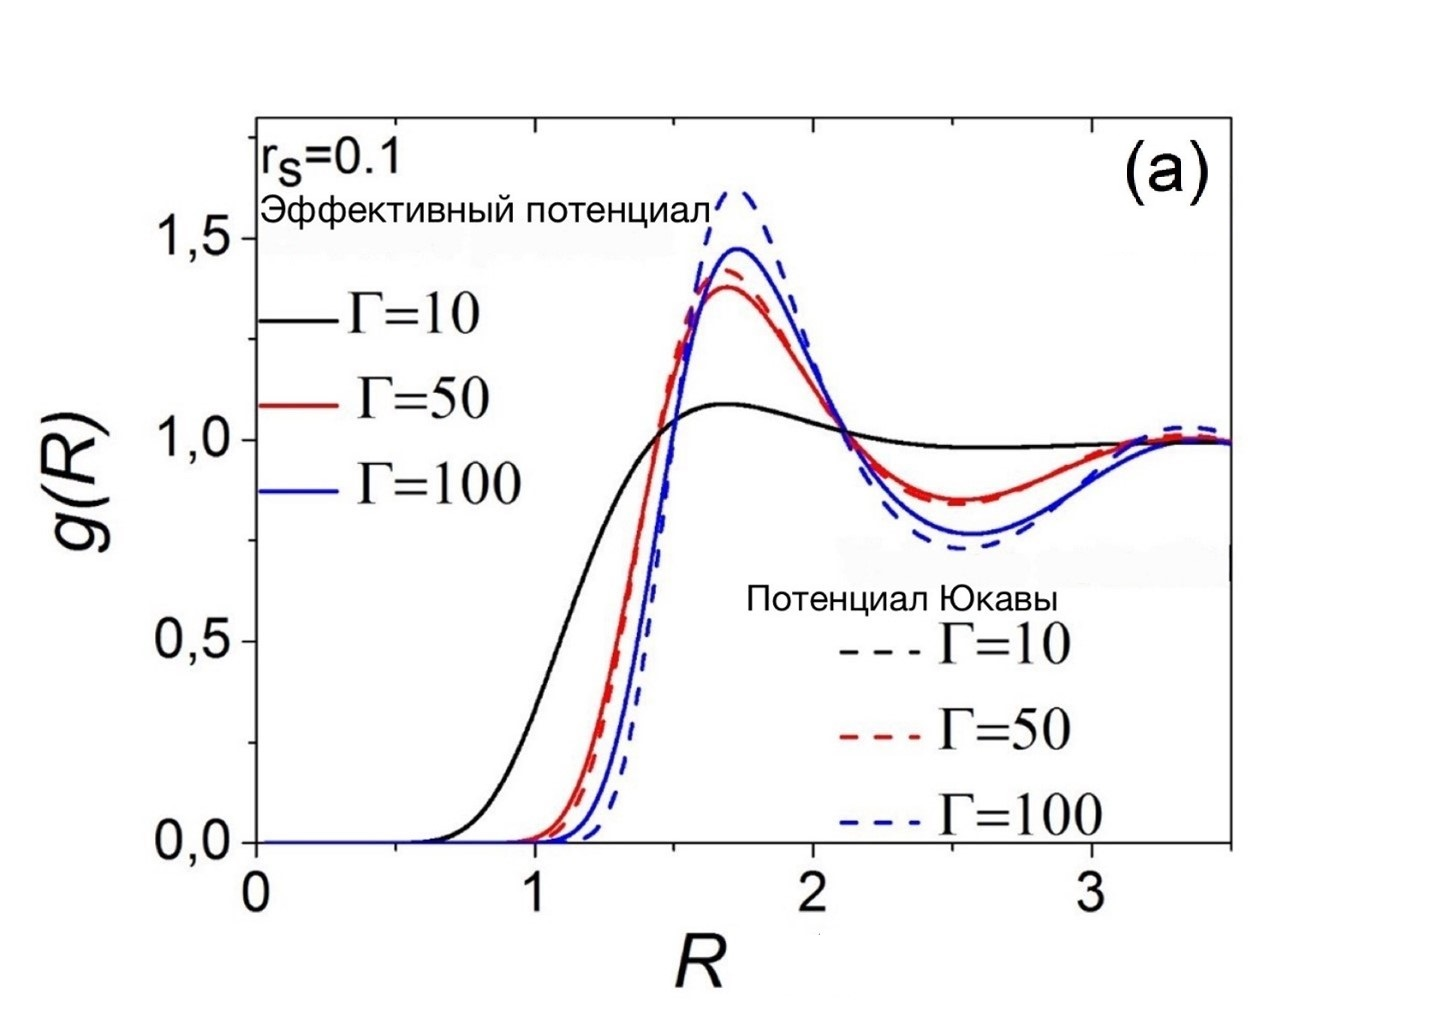 rs=0.1
(a)
Эффективный потенциал
Γ=10
Γ=50
Γ=100
Потенциал Юкавы
Γ=10
Γ=50
Γ=100
1,5
1,0
0,5
0,0
g(R)
0 1 2 3
R